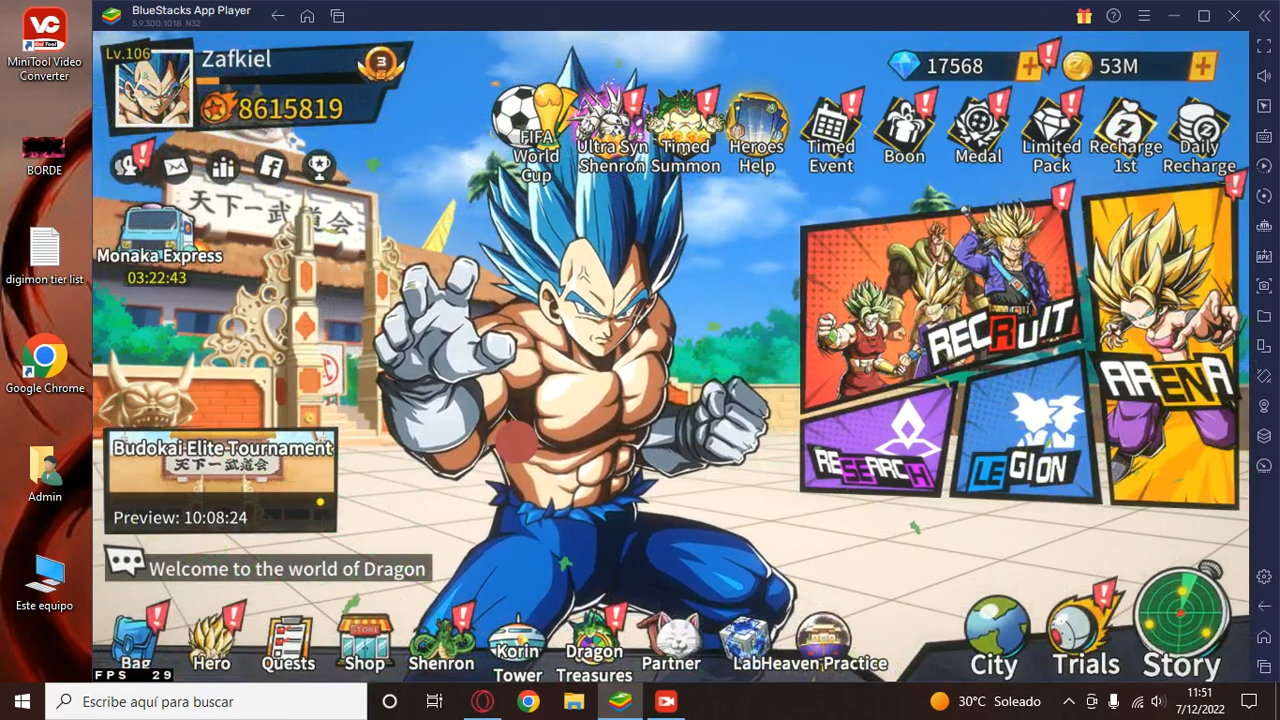 BlueStacks App Player
5.9.300.1018 N32
MiniTool Video
Converter
BORDE
digimon tier list
Google Chrome
Admin
Este equipo
Lv.106
Zafkiel
3
8615819
17568
53M
FIFA
World
Cup
Ultra Syn
Shenron
Timed
Summon
Heroes
Help
Timed
Event
Boon
Medal
Limited
Pack
Recharge
1st
Daily
Recharge
天下一武道会
Monaka Express
03:22:43
RECRUIT
ARENA
RESEARCH
LEGION
Budokai Elite Tournament
天下一武道会
Preview: 10:08:24
Welcome to the world of Dragon
Bag
Hero
Quests
STORE
Shop
Shenron
Korin
Tower
Dragon
Treasures
Partner
Lab
Heaven Practice
City
Trials
Story
FPS 29
Escribe aquí para buscar
30°C Soleado
11:51
7/12/2022